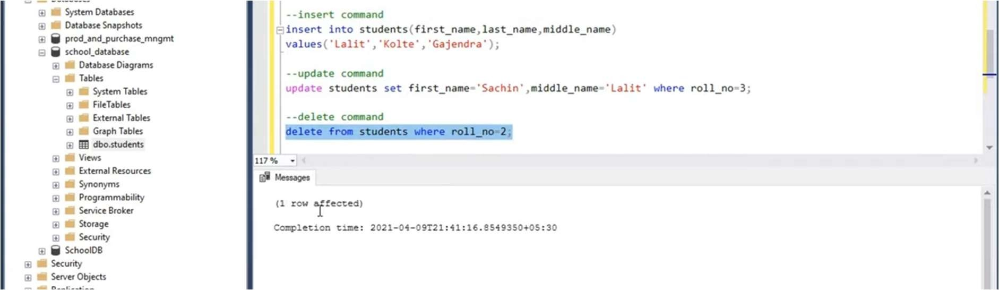 Databases
System Databases
Database Snapshots
prod_and_purchase_mngmt
school_database
Database Diagrams
Tables
System Tables
FileTables
External Tables
Graph Tables
dbo.students
Views
External Resources
Synonyms
Programmability
Service Broker
Storage
Security
SchoolDB
Security
Server Objects
Replication
--insert command
insert into students(first_name,last_name,middle_name)
values('Lalit','Kolte','Gajendra');
--update command
update students set first_name='Sachin',middle_name='Lalit' where roll_no=3;
--delete command
delete from students where roll_no=2;
117 %
Messages
(1 row affected)
Completion time: 2021-04-09T21:41:16.8549350+05:30